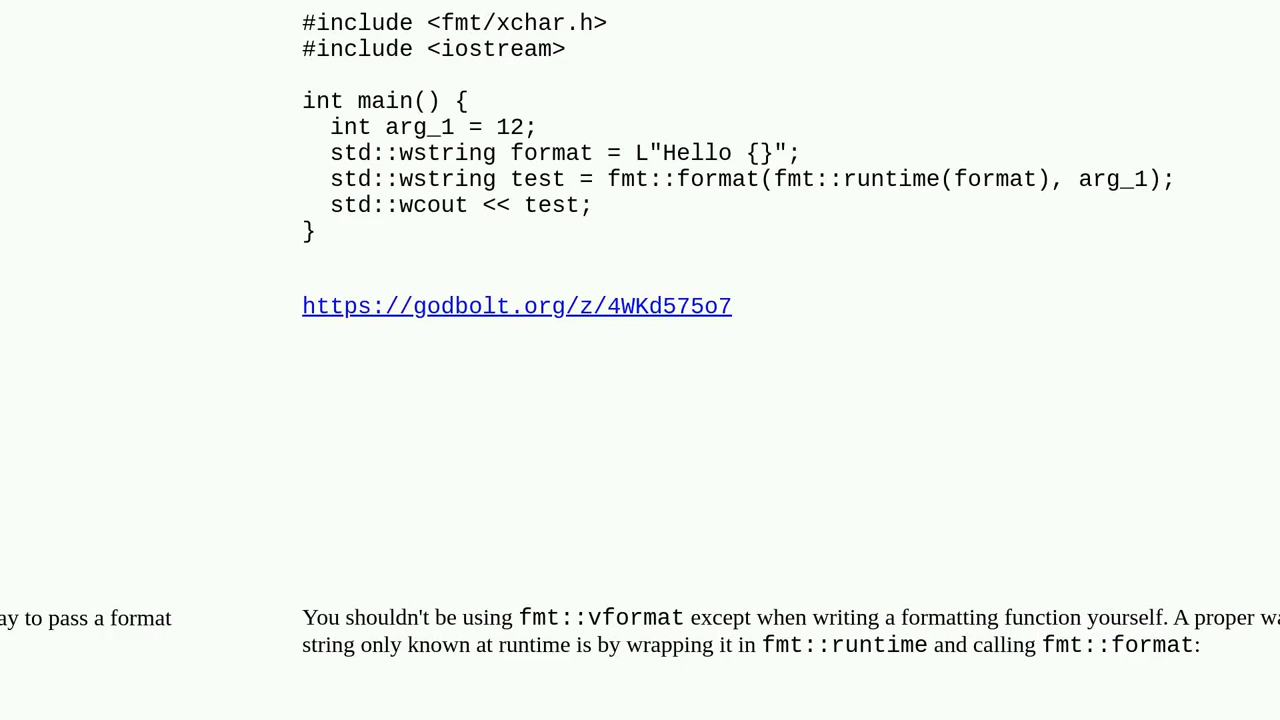 #include <fmt/xchar.h>
#include <iostream>

int main() {
  int arg_1 = 12;
  std::wstring format = L"Hello {}";
  std::wstring test = fmt::format(fmt::runtime(format), arg_1);
  std::wcout << test;
}

https://godbolt.org/z/4WKd575o7

ay to pass a format
You shouldn't be using fmt::vformat except when writing a formatting function yourself. A proper wa
string only known at runtime is by wrapping it in fmt::runtime and calling fmt::format: